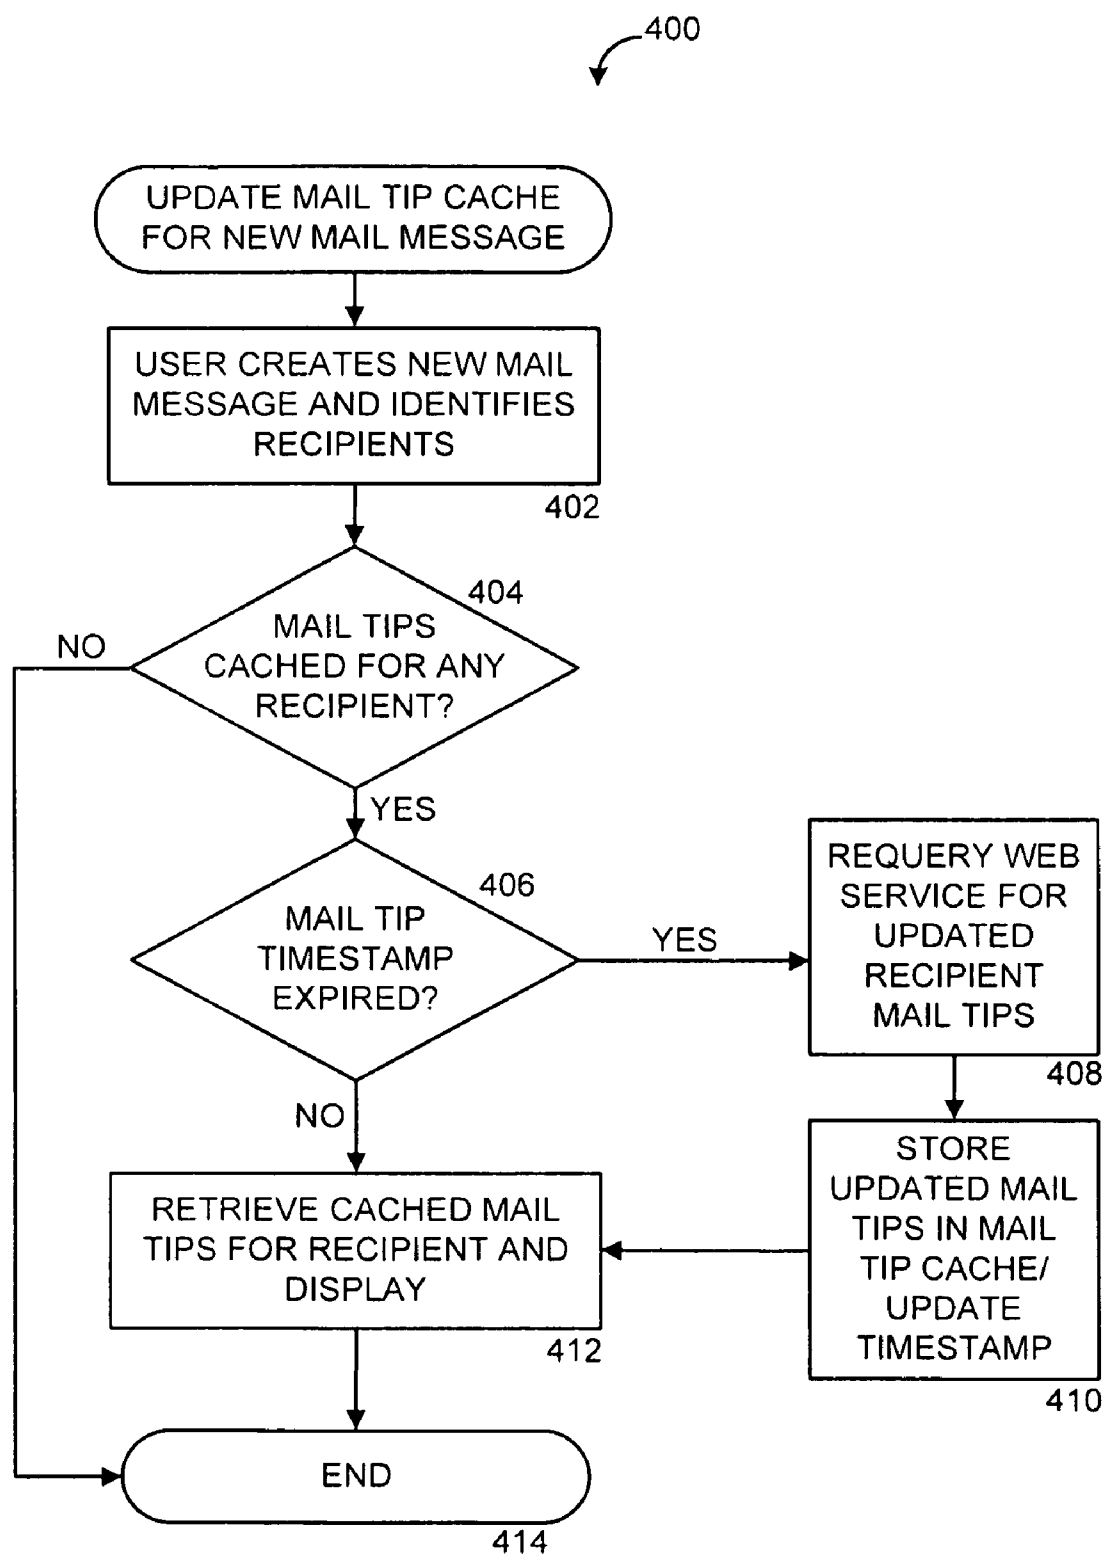 400
UPDATE MAIL TIP CACHE
FOR NEW MAIL MESSAGE
USER CREATES NEW MAIL
MESSAGE AND IDENTIFIES
RECIPIENTS
402
404
MAIL TIPS
CACHED FOR ANY
RECIPIENT?
NO
YES
406
MAIL TIP
TIMESTAMP
EXPIRED?
YES
NO
REQUERY WEB
SERVICE FOR
UPDATED
RECIPIENT
MAIL TIPS
408
STORE
UPDATED MAIL
TIPS IN MAIL
TIP CACHE/
UPDATE
TIMESTAMP
410
RETRIEVE CACHED MAIL
TIPS FOR RECIPIENT AND
DISPLAY
412
END
414